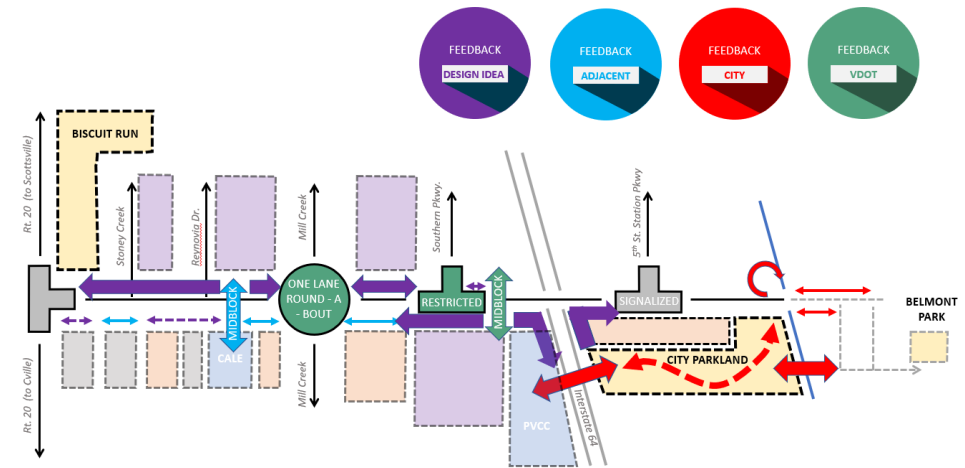 FEEDBACK
DESIGN IDEA
FEEDBACK
ADJACENT
FEEDBACK
CITY
FEEDBACK
VDOT
BISCUIT RUN
Rt. 20 (to Scottsville)
Stoney Creek
Reynovia Dr.
Mill Creek
Southern Pkwy.
5th St. Station Pkwy
ONE LANE
ROUND - A
- BOUT
RESTRICTED
MIDBLOCK
SIGNALIZED
MIDBLOCK
BELMONT
PARK
CALE
CITY PARKLAND
Rt. 20 (to Cville)
Mill Creek
PVCC
Interstate 64